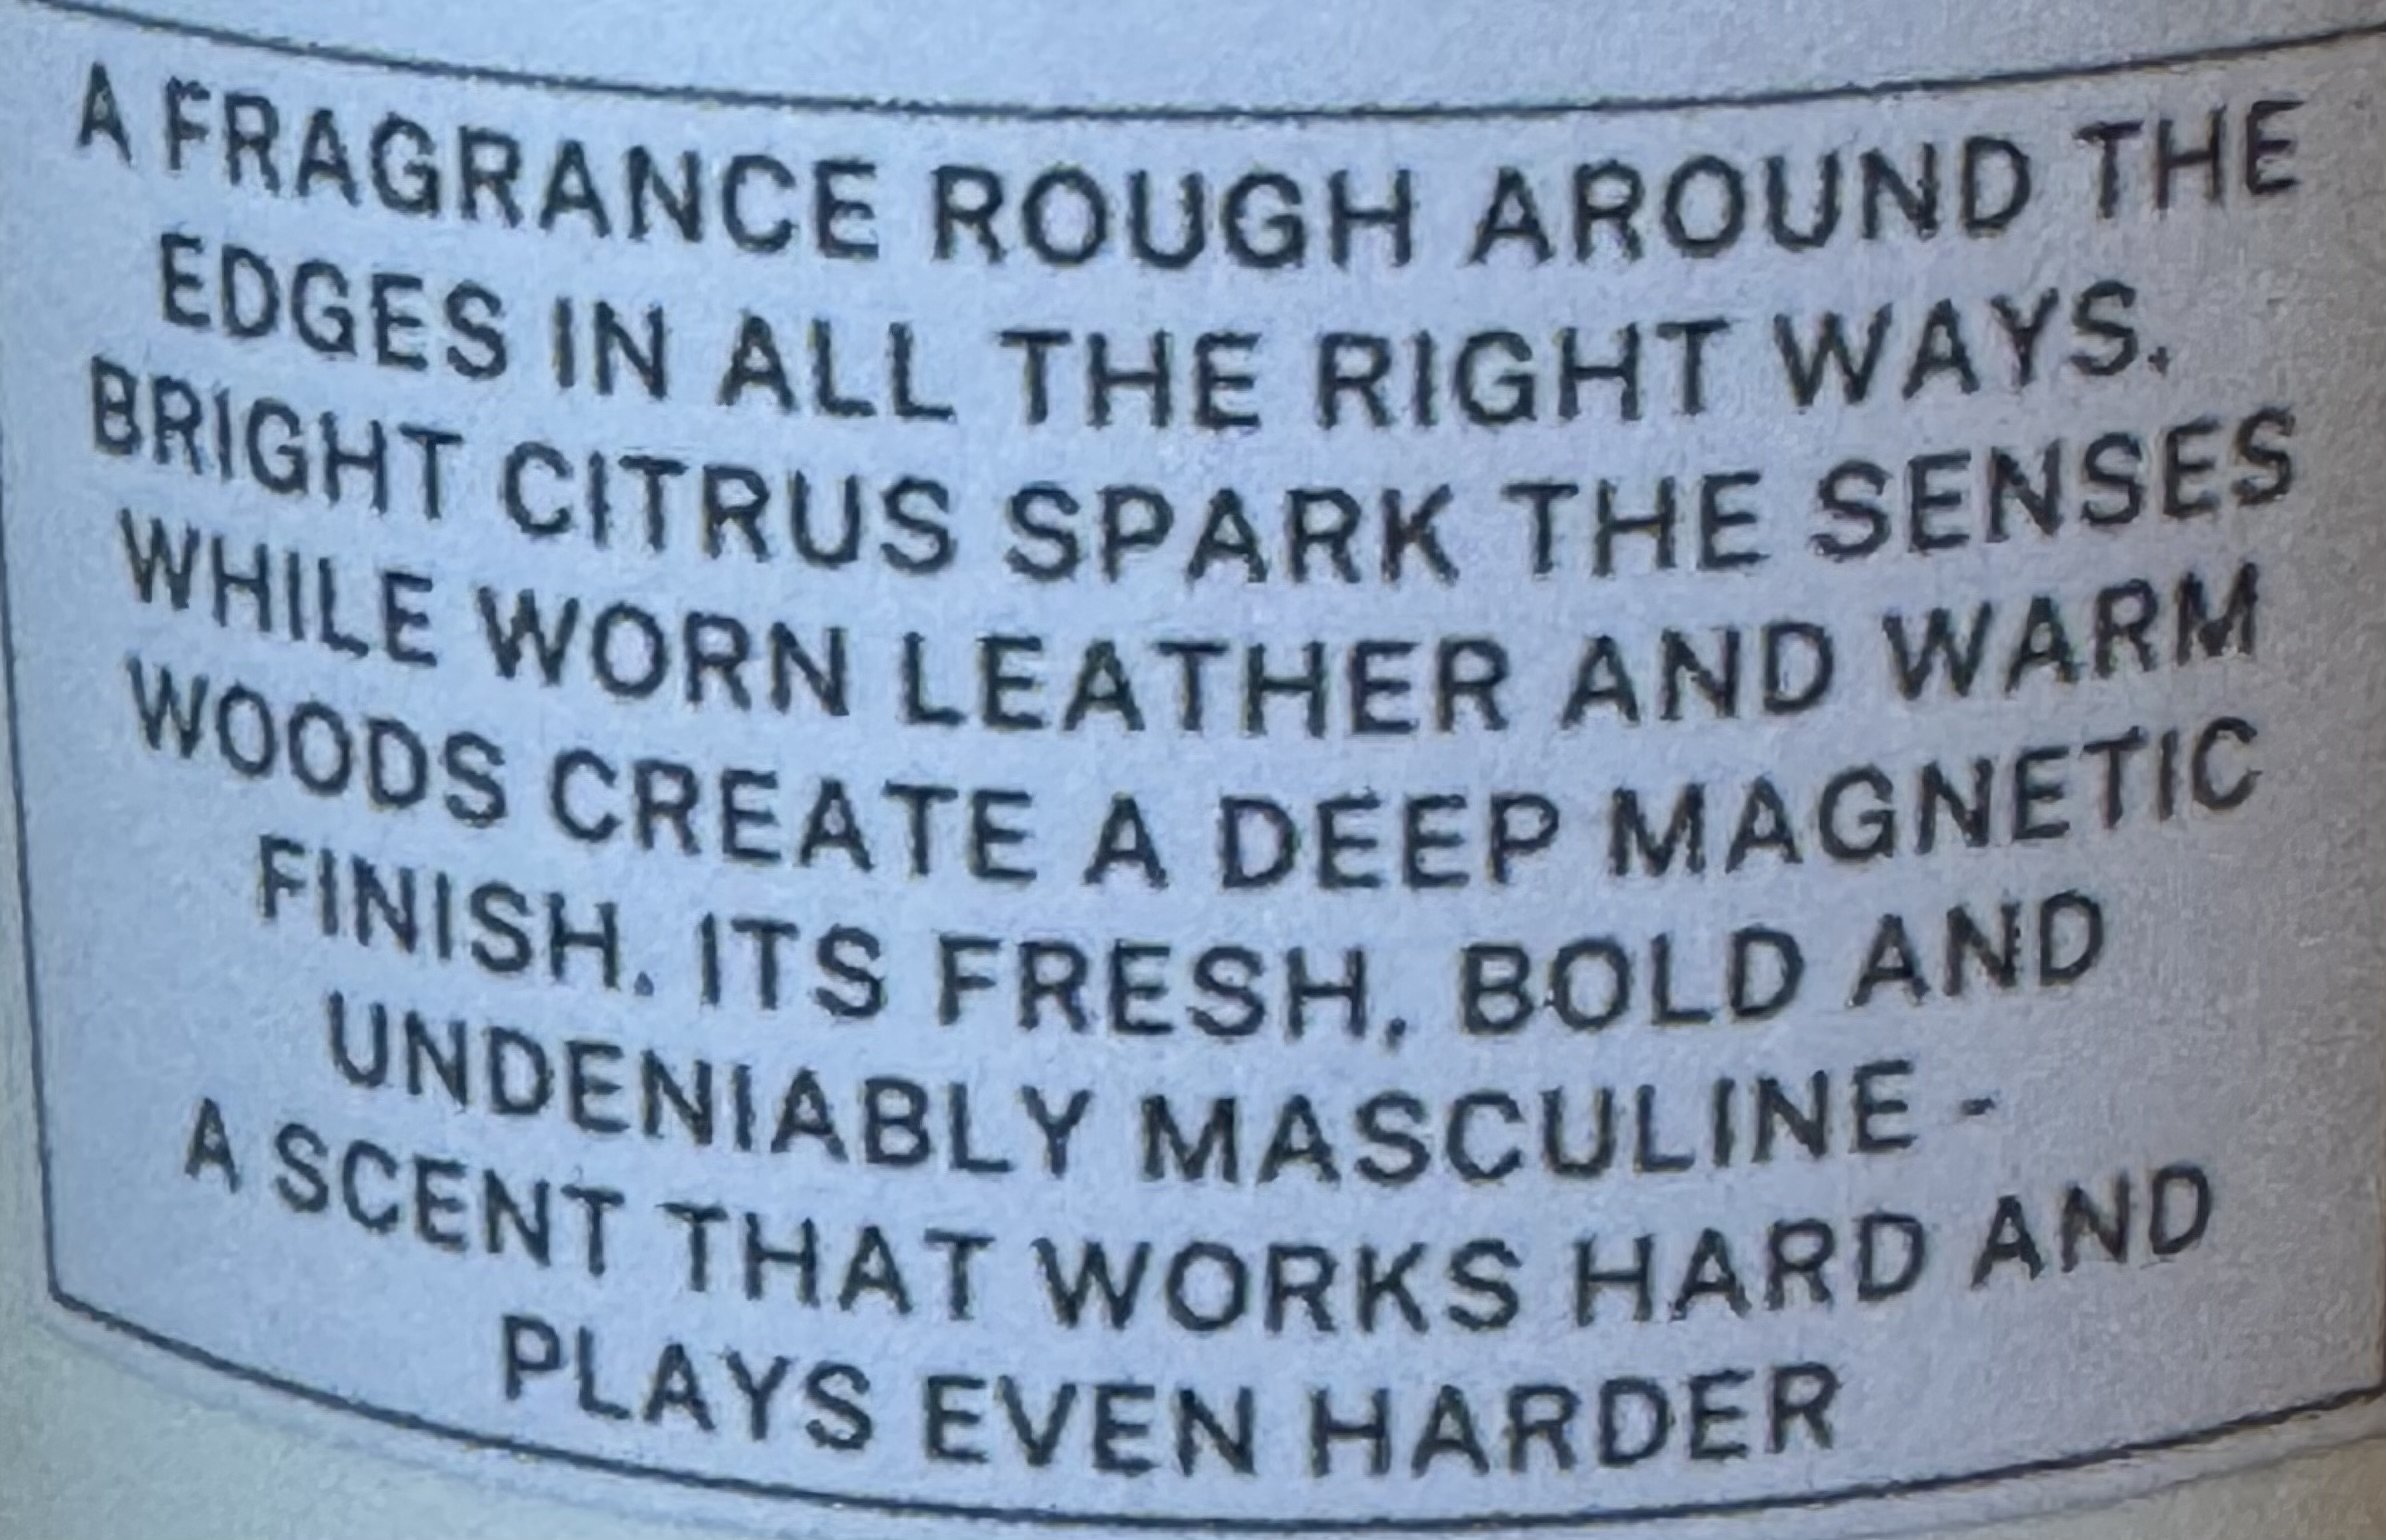 A FRAGRANCE ROUGH AROUND THE
EDGES IN ALL THE RIGHT WAYS.
BRIGHT CITRUS SPARK THE SENSES
WHILE WORN LEATHER AND WARM
WOODS CREATE A DEEP MAGNETIC
FINISH. ITS FRESH, BOLD AND
UNDENIABLY MASCULINE -
A SCENT THAT WORKS HARD AND
PLAYS EVEN HARDER